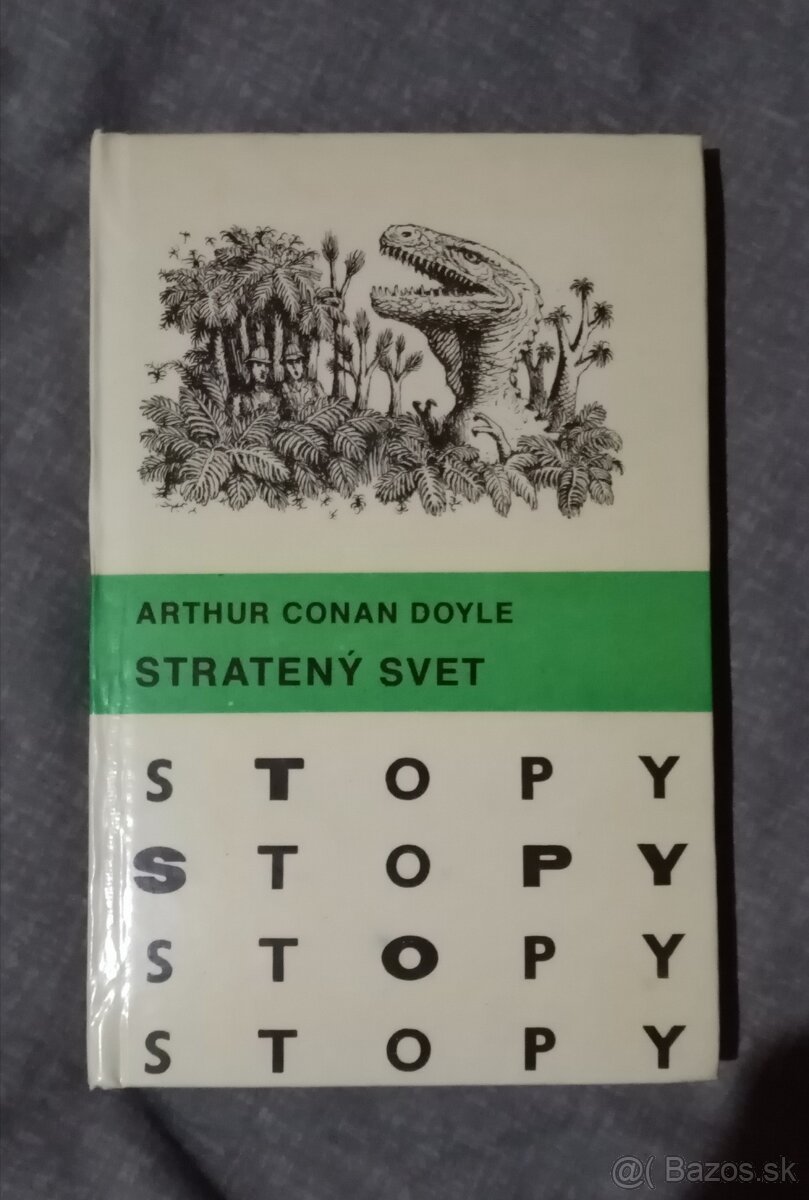 ARTHUR CONAN DOYLE
STRATENÝ SVET
S T O P Y
S T O P Y
S T O P Y
S T O P Y
@( Bazos.sk